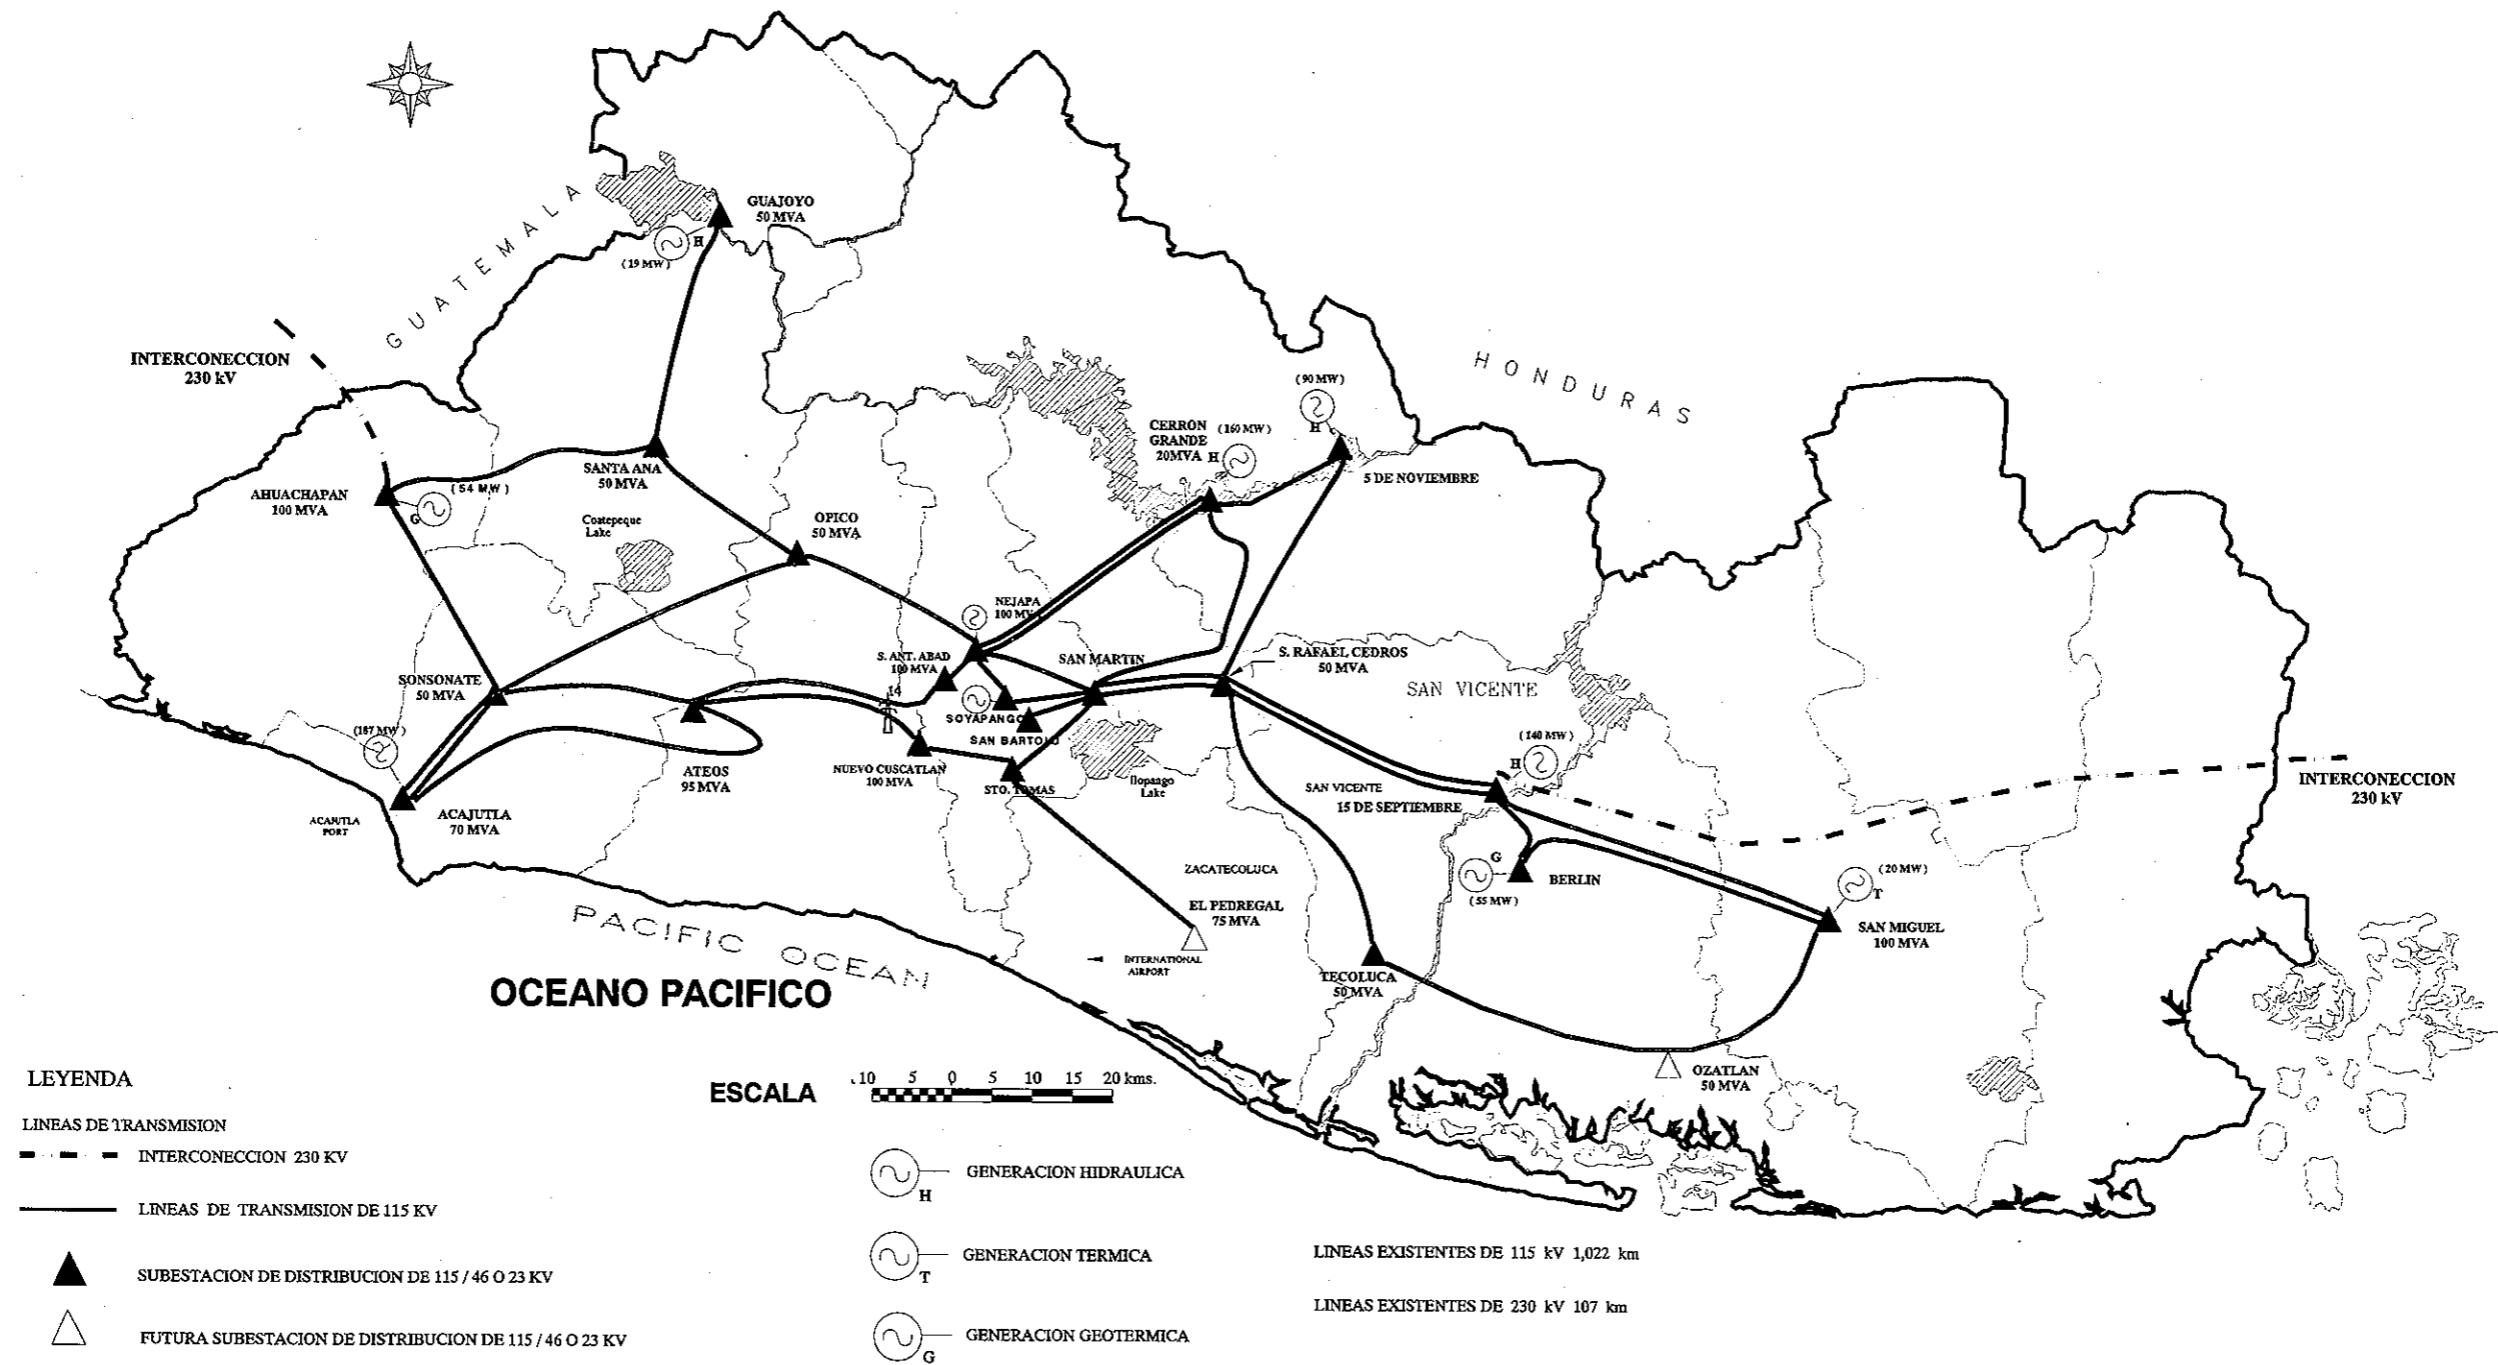 GUATEMALA
HONDURAS
INTERCONECCION
230 kV
GUAJOYO
50 MVA
H
(19 MW)
SANTA ANA
50 MVA
AHUACHAPAN
100 MVA
(54 MW)
G
Coatepeque
Lake
OPICO
50 MVA
CERRON
GRANDE
20MVA
(160 MW)
H
(90 MW)
H
5 DE NOVIEMBRE
NEJAPA
100 MVA
S. ANT. ABAD
100 MVA
SAN MARTIN
S. RAFAEL CEDROS
50 MVA
SAN VICENTE
SONSONATE
50 MVA
14
SOYAPANGO
SAN BARTOLO
(187 MW)
ATEOS
95 MVA
NUEVO CUSCATLAN
100 MVA
STO. TOMAS
Ilopango
Lake
SAN VICENTE
15 DE SEPTIEMBRE
(140 MW)
H
INTERCONECCION
230 kV
ACAJUTLA
PORT
ACAJUTLA
70 MVA
ZACATECOLUCA
EL PEDREGAL
75 MVA
INTERNATIONAL
AIRPORT
G
(55 MW)
BERLIN
(20 MW)
T
SAN MIGUEL
100 MVA
TECOLUCA
50 MVA
OZATLAN
50 MVA
PACIFIC OCEAN
OCEANO PACIFICO
ESCALA
10 5 0 5 10 15 20 kms.
LEYENDA
LINEAS DE TRANSMISION
INTERCONECCION 230 KV
LINEAS DE TRANSMISION DE 115 KV
SUBESTACION DE DISTRIBUCION DE 115 / 46 O 23 KV
FUTURA SUBESTACION DE DISTRIBUCION DE 115 / 46 O 23 KV
H
GENERACION HIDRAULICA
T
GENERACION TERMICA
G
GENERACION GEOTERMICA
LINEAS EXISTENTES DE 115 kV 1,022 km
LINEAS EXISTENTES DE 230 kV 107 km